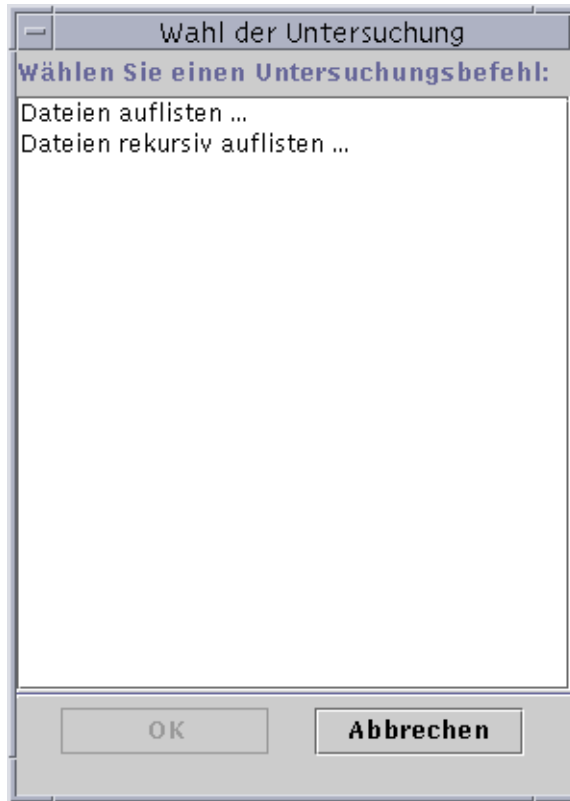 Wahl der Untersuchung
Wählen Sie einen Untersuchungsbefehl:
Dateien auflisten ...
Dateien rekursiv auflisten ...
OK
Abbrechen